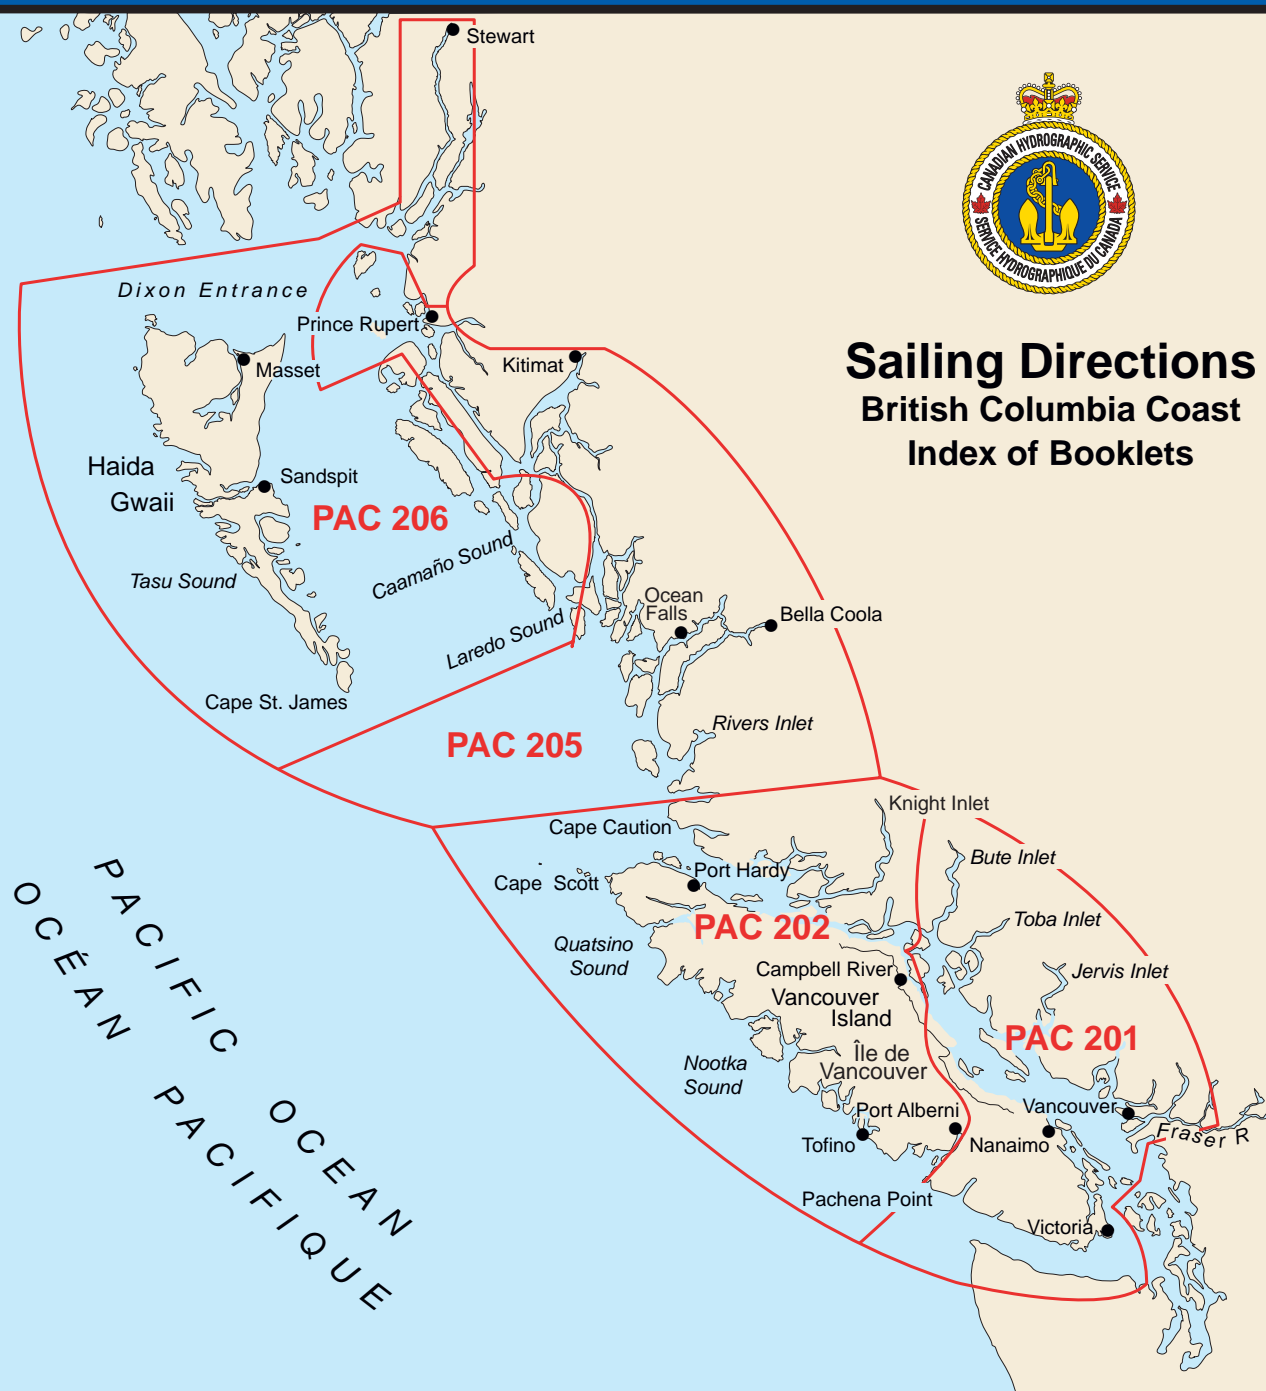 Stewart
CANADIAN HYDROGRAPHIC SERVICE
SERVICE HYDROGRAPHIQUE DU CANADA
Sailing Directions
British Columbia Coast
Index of Booklets
Dixon Entrance
Prince Rupert
Masset
Kitimat
Haida
Gwaii
Sandspit
PAC 206
Tasu Sound
Caamaño Sound
Laredo Sound
Ocean
Falls
Bella Coola
Cape St. James
Rivers Inlet
PAC 205
Knight Inlet
Cape Caution
Bute Inlet
Port Hardy
Cape Scott
Toba Inlet
PAC 202
Quatsino
Sound
Campbell River
Jervis Inlet
Vancouver
Island
PAC 201
Île de
Vancouver
Nootka
Sound
Port Alberni
Vancouver
Tofino
Nanaimo
Fraser R
Pachena Point
Victoria
PACIFIC OCEAN
OCÉAN PACIFIQUE